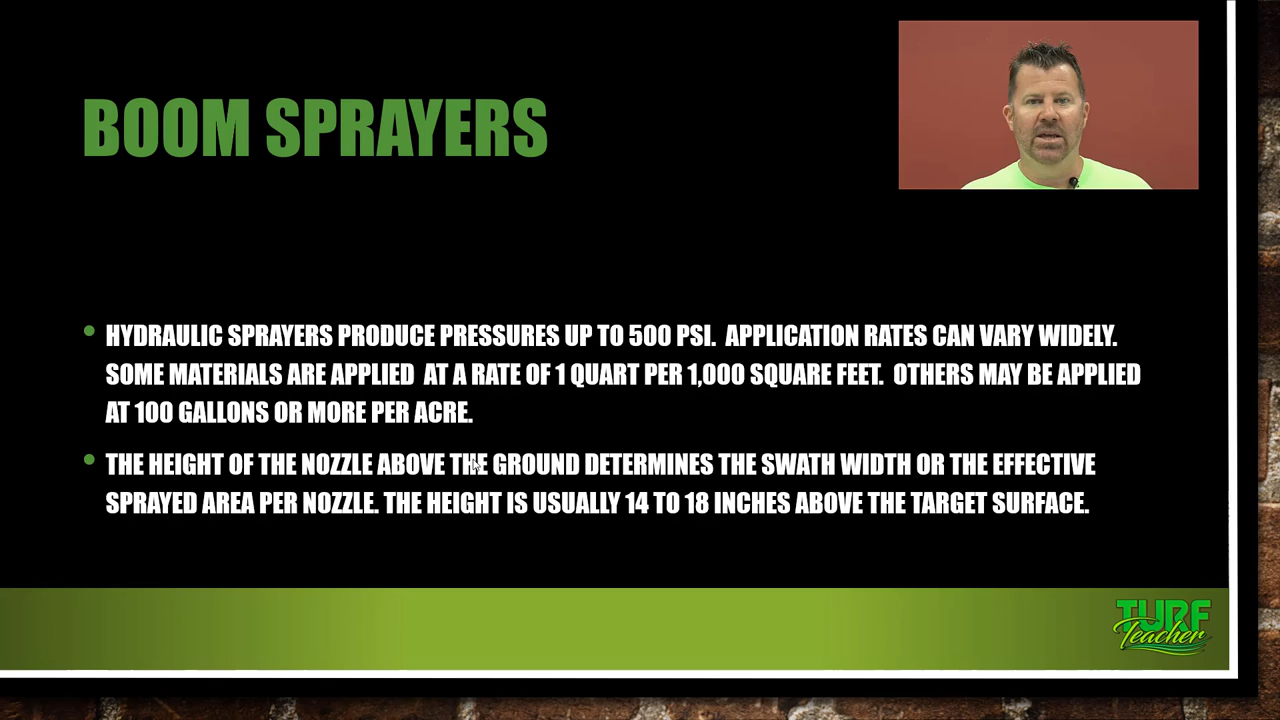 BOOM SPRAYERS
HYDRAULIC SPRAYERS PRODUCE PRESSURES UP TO 500 PSI. APPLICATION RATES CAN VARY WIDELY.
SOME MATERIALS ARE APPLIED AT A RATE OF 1 QUART PER 1,000 SQUARE FEET. OTHERS MAY BE APPLIED
AT 100 GALLONS OR MORE PER ACRE.
THE HEIGHT OF THE NOZZLE ABOVE THE GROUND DETERMINES THE SWATH WIDTH OR THE EFFECTIVE
SPRAYED AREA PER NOZZLE. THE HEIGHT IS USUALLY 14 TO 18 INCHES ABOVE THE TARGET SURFACE.
TURF
Teacher